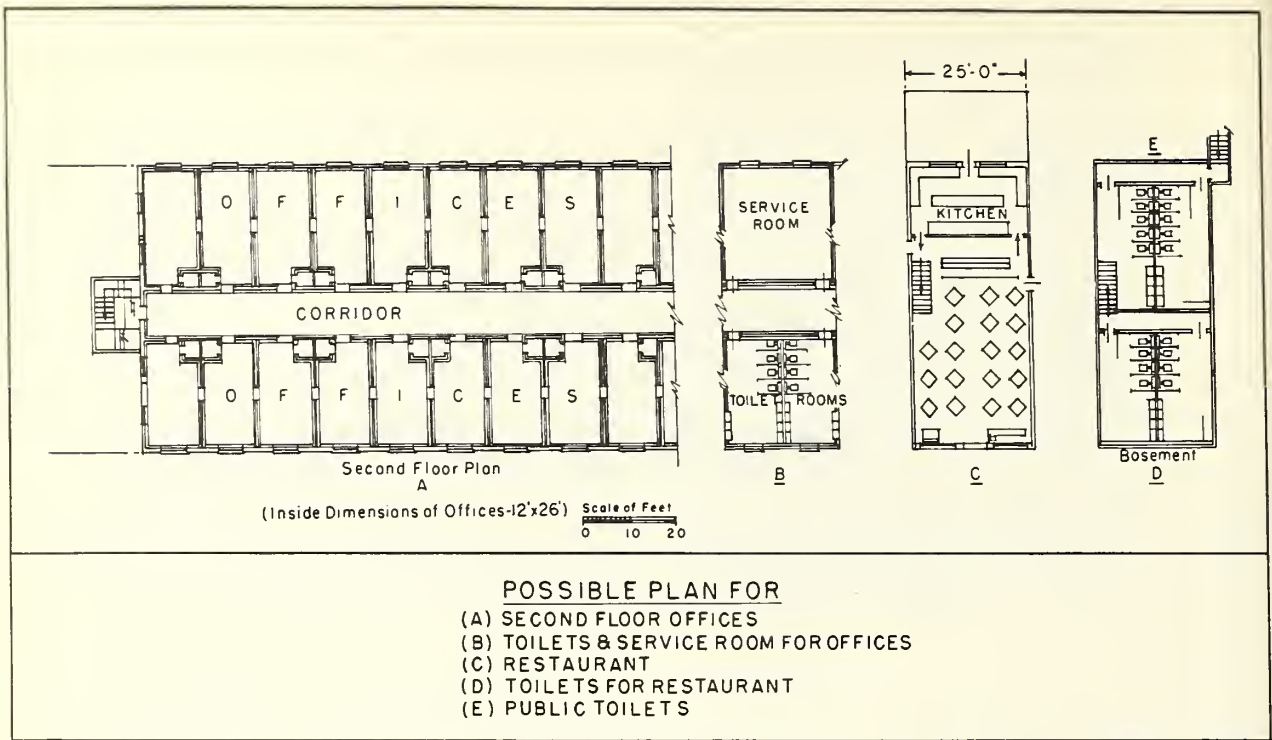 25'-0"
E
O F F I C E S
SERVICE
ROOM
KITCHEN
CORRIDOR
O F F I C E S
TOILET ROOMS
Second Floor Plan
A
B
C
Basement
D
(Inside Dimensions of Offices-12'x26')
Scale of Feet
0 10 20
POSSIBLE PLAN FOR
(A) SECOND FLOOR OFFICES
(B) TOILETS & SERVICE ROOM FOR OFFICES
(C) RESTAURANT
(D) TOILETS FOR RESTAURANT
(E) PUBLIC TOILETS